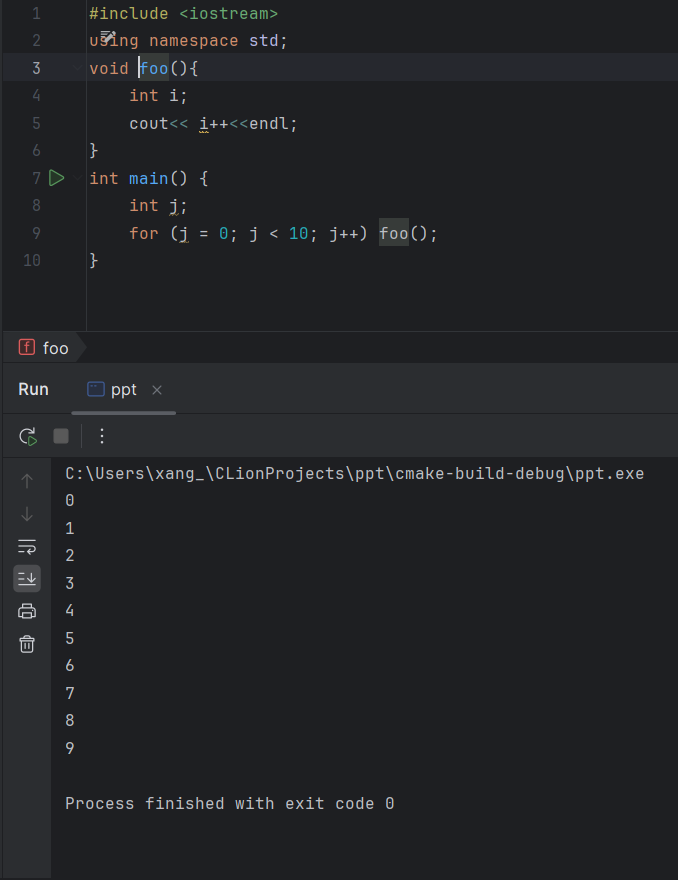 1 #include <iostream>
2 using namespace std;
3 void foo(){
4     int i;
5     cout<< i++<<endl;
6 }
7 int main() {
8     int j;
9     for (j = 0; j < 10; j++) foo();
10 }
f foo
Run ppt
C:\Users\xang_\CLionProjects\ppt\cmake-build-debug\ppt.exe
0
1
2
3
4
5
6
7
8
9
Process finished with exit code 0